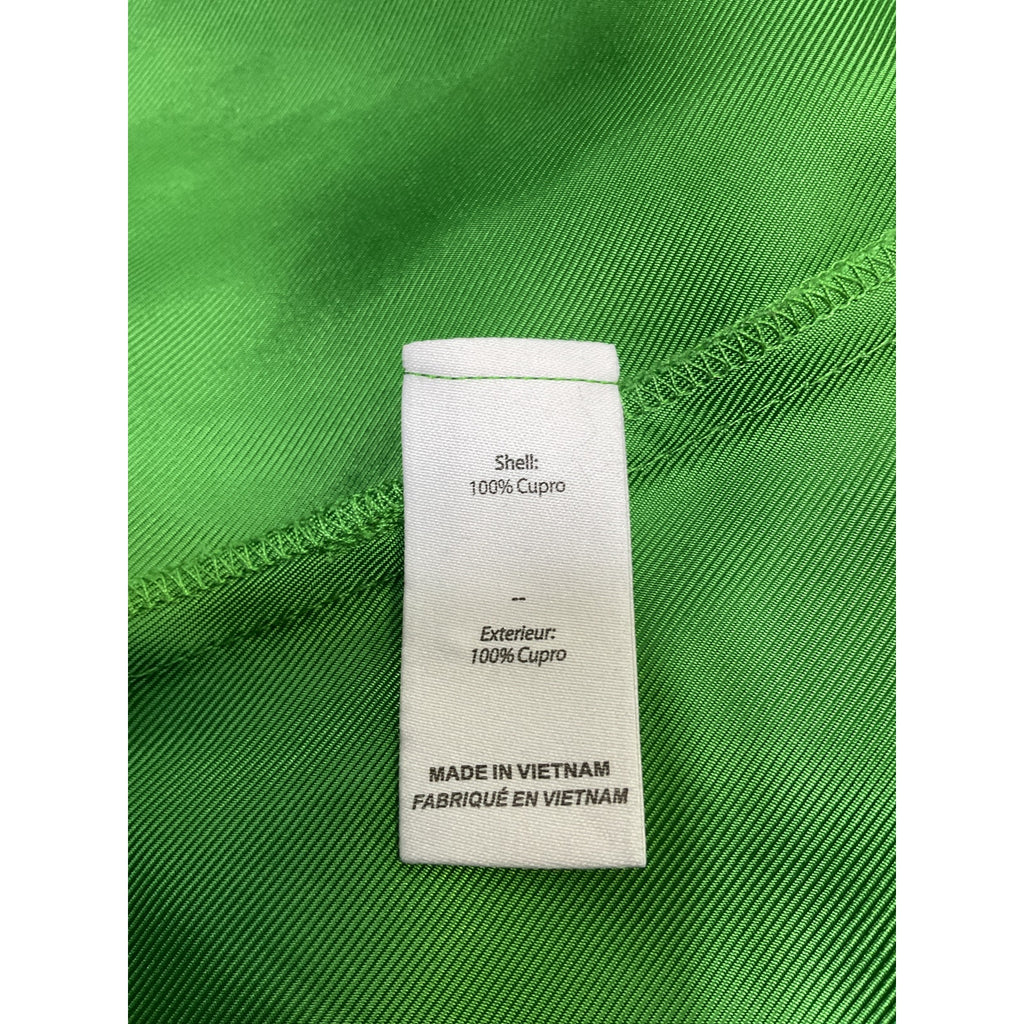 Shell:
100% Cupro
--
Exterieur:
100% Cupro
MADE IN VIETNAM
FABRIQUÉ EN VIETNAM